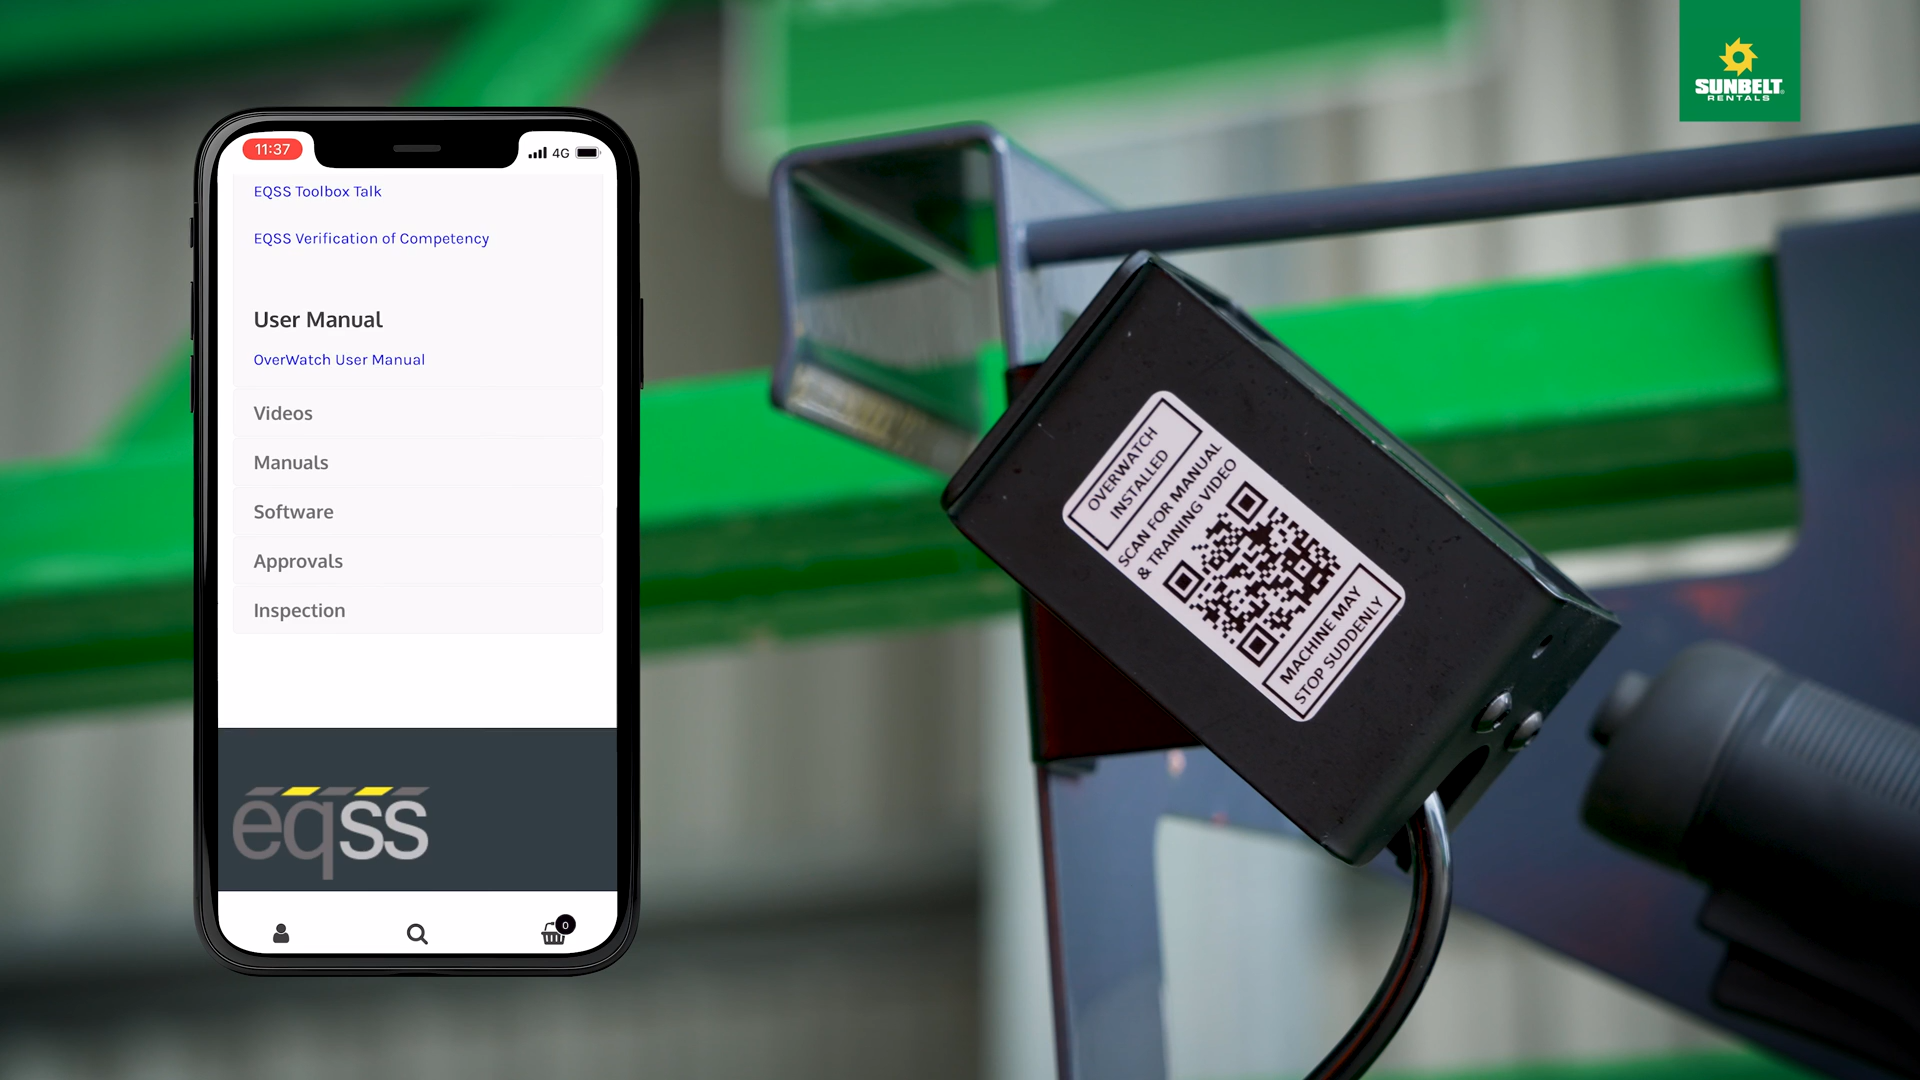 11:37
4G
EQSS Toolbox Talk
EQSS Verification of Competency
User Manual
OverWatch User Manual
Videos
Manuals
Software
Approvals
Inspection
eqss
0
SUNBELT
RENTALS
OVERWATCH
INSTALLED
SCAN FOR MANUAL
& TRAINING VIDEO
MACHINE MAY
STOP SUDDENLY